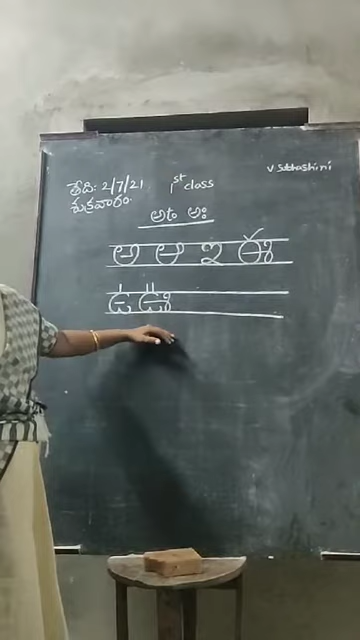 తేది: 2/7/21 1st class V Subhashini
శుక్రవారం
అం అః
అ ఆ ఇ ఈ
ఉ ఊ